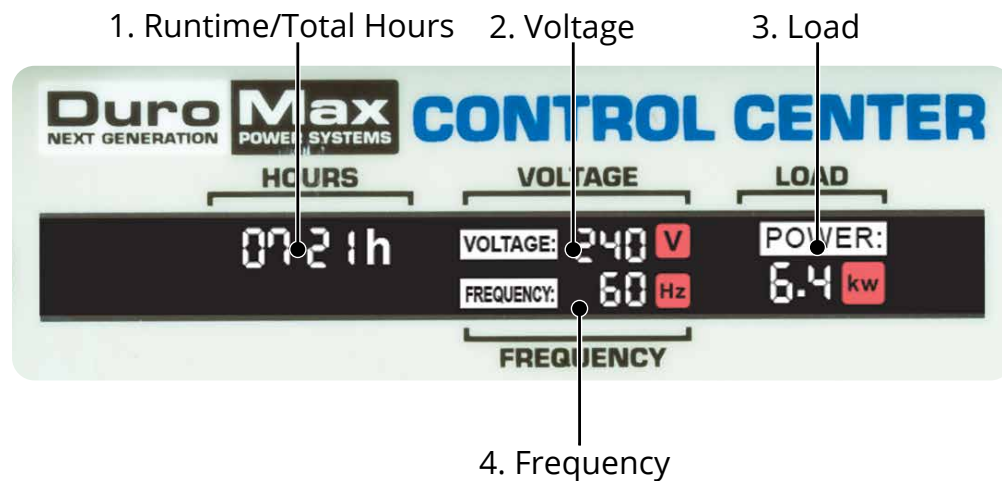 1. Runtime/Total Hours 2. Voltage 3. Load
Duro Max CONTROL CENTER
NEXT GENERATION POWER SYSTEMS
HOURS VOLTAGE LOAD
0721h VOLTAGE: 240 V POWER:
FREQUENCY: 60 Hz 6.4 kw
FREQUENCY
4. Frequency